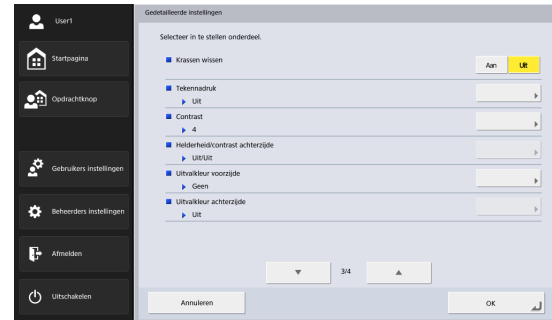 User1
Startpagina
Opdrachtknop
Gebruikers instellingen
Beheerders instellingen
Afmelden
Uitschakelen
Gedetailleerde instellingen
Selecteer in te stellen onderdeel.
Krassen wissen
Aan Uit
Tekennadruk
Uit
Contrast
4
Helderheid/contrast achterzijde
Uit/Uit
Uitvalkleur voorzijde
Geen
Uitvalkleur achterzijde
Uit
3/4
Annuleren
OK